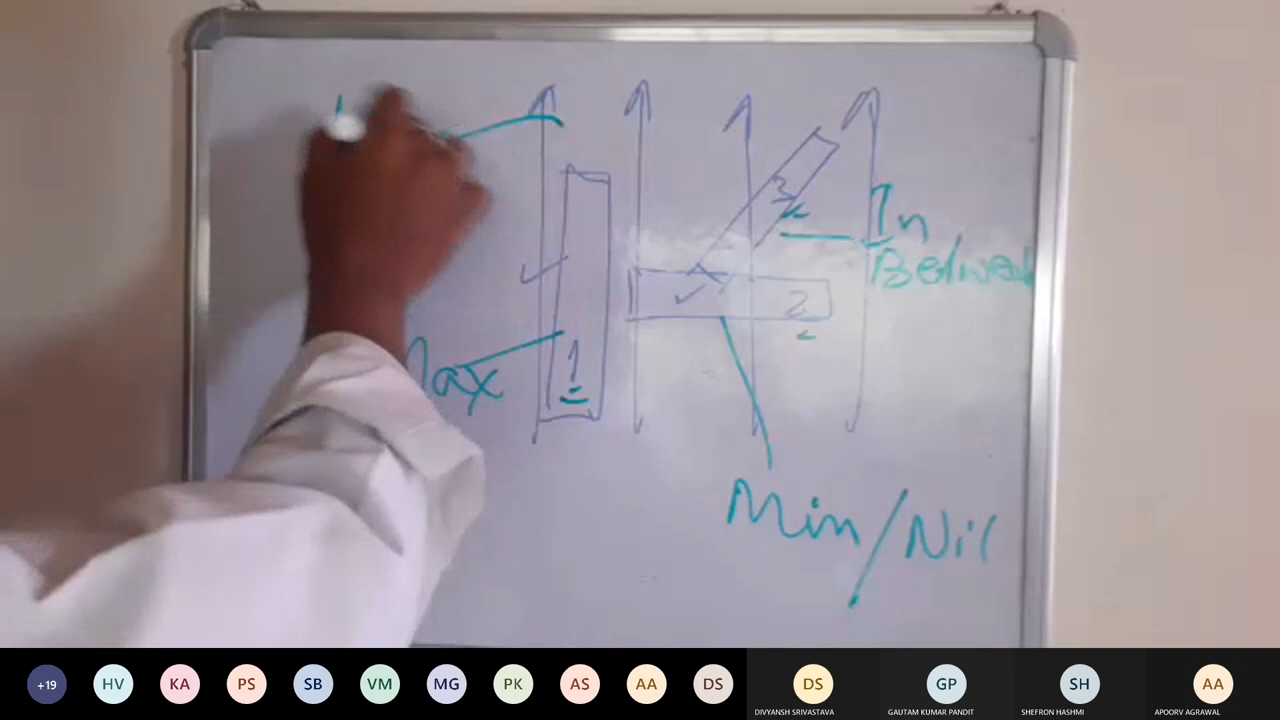 3
In
Between
2
1
Max
Min/Nil
+19
HV
KA
PS
SB
VM
MG
PK
AS
AA
DS
DS
GP
SH
AA
DIVYANSH SRIVASTAVA
GAUTAM KUMAR PANDIT
SHEFRON HASHMI
APOORV AGRAWAL